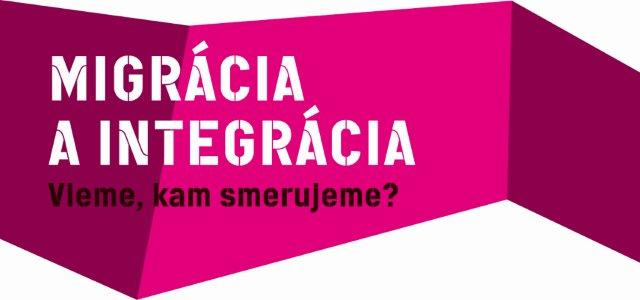 MIGRÁCIA
A INTEGRÁCIA
Vieme, kam smerujeme?